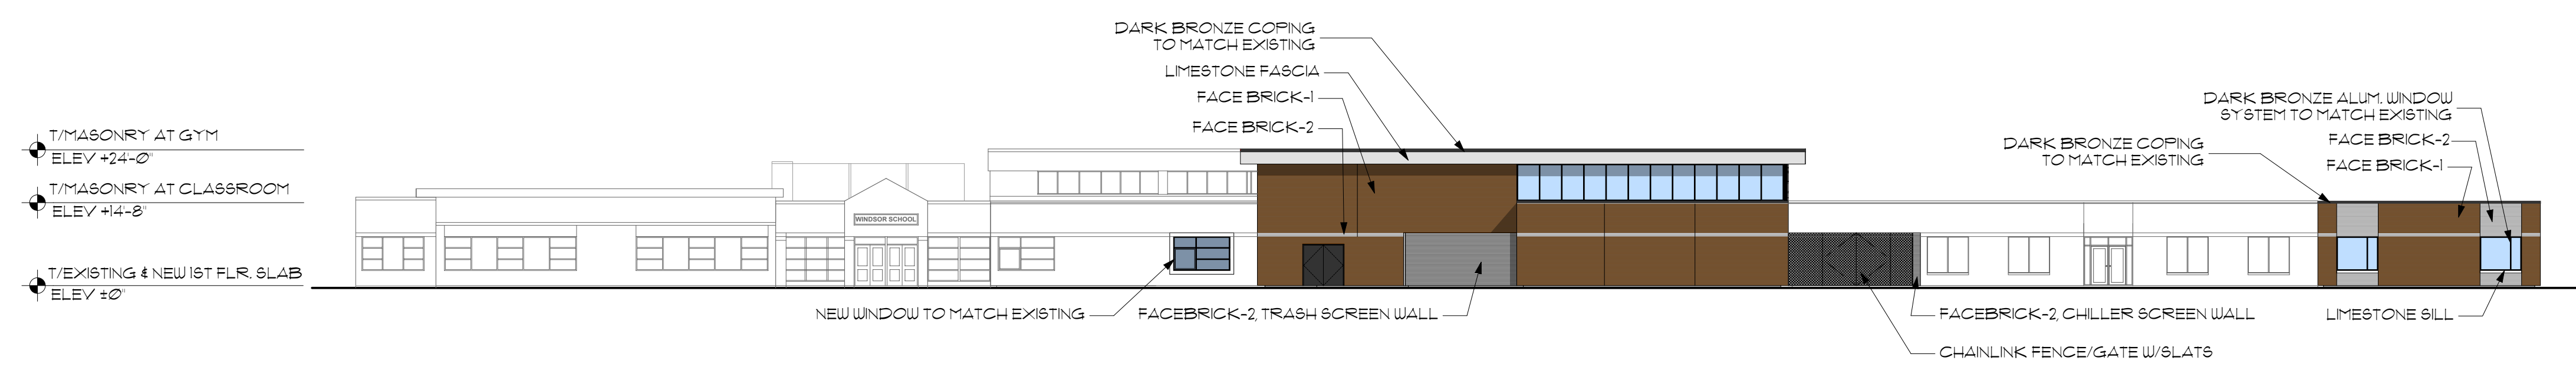 DARK BRONZE COPING
TO MATCH EXISTING
LIMESTONE FASCIA
FACE BRICK-1
FACE BRICK-2
T/MASONRY AT GYM
ELEV +24'-0"
T/MASONRY AT CLASSROOM
ELEV +14'-8"
T/EXISTING & NEW 1ST FLR. SLAB
ELEV ±0"
WINDSOR SCHOOL
DARK BRONZE ALUM. WINDOW
SYSTEM TO MATCH EXISTING
FACE BRICK-2
FACE BRICK-1
DARK BRONZE COPING
TO MATCH EXISTING
NEW WINDOW TO MATCH EXISTING
FACEBRICK-2, TRASH SCREEN WALL
FACEBRICK-2, CHILLER SCREEN WALL
LIMESTONE SILL
CHAINLINK FENCE/GATE W/SLATS